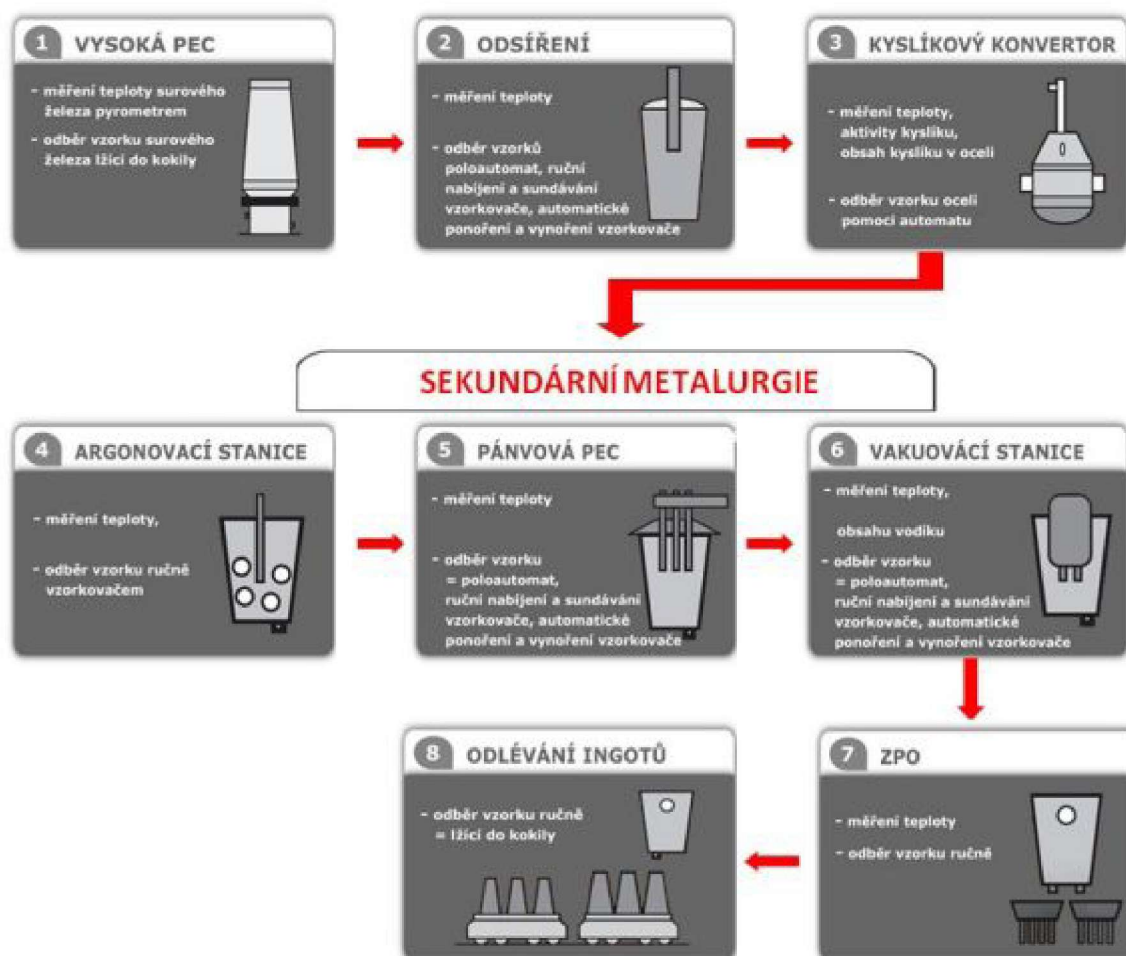 1 VYSOKÁ PEC
- měření teploty surového
železa pyrometrem
- odběr vzorku surového
železa lžící do kokily
2 ODSÍŘENÍ
- měření teploty
- odběr vzorků
poloautomat, ruční
nabíjení a sundávání
vzorkovače, automatické
ponoření a vynoření vzorkovače
3 KYSLÍKOVÝ KONVERTOR
- měření teploty,
aktivity kyslíku,
obsah kyslíku v oceli
- odběr vzorku oceli
pomoci automatu
SEKUNDÁRNÍ METALURGIE
4 ARGONOVACÍ STANICE
- měření teploty,
- odběr vzorku ručně
vzorkovačem
5 PÁNVOVÁ PEC
- měření teploty
- odběr vzorku
= poloautomat,
ruční nabíjení a sundávání
vzorkovače, automatické
ponoření a vynoření vzorkovače
6 VAKUOVÁCÍ STANICE
- měření teploty,
obsahu vodíku
- odběr vzorku
= poloautomat,
ruční nabíjení a sundávání
vzorkovače, automatické
ponoření a vynoření vzorkovače
8 ODLÉVÁNÍ INGOTŮ
- odběr vzorku ručně
= lžící do kokily
7 ZPO
- měření teploty
- odběr vzorku ručně